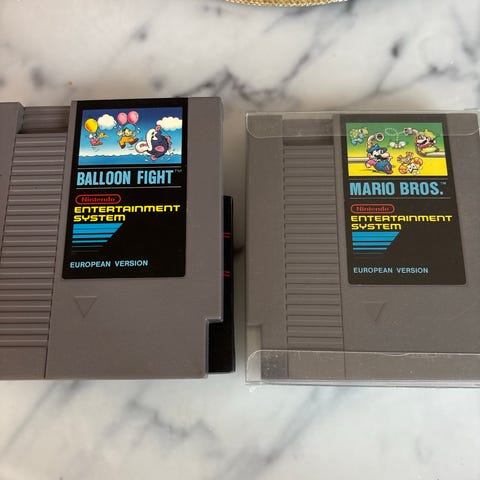 BALLOON FIGHT™
Nintendo
ENTERTAINMENT
SYSTEM
EUROPEAN VERSION
MARIO BROS.™
Nintendo
ENTERTAINMENT
SYSTEM
EUROPEAN VERSION